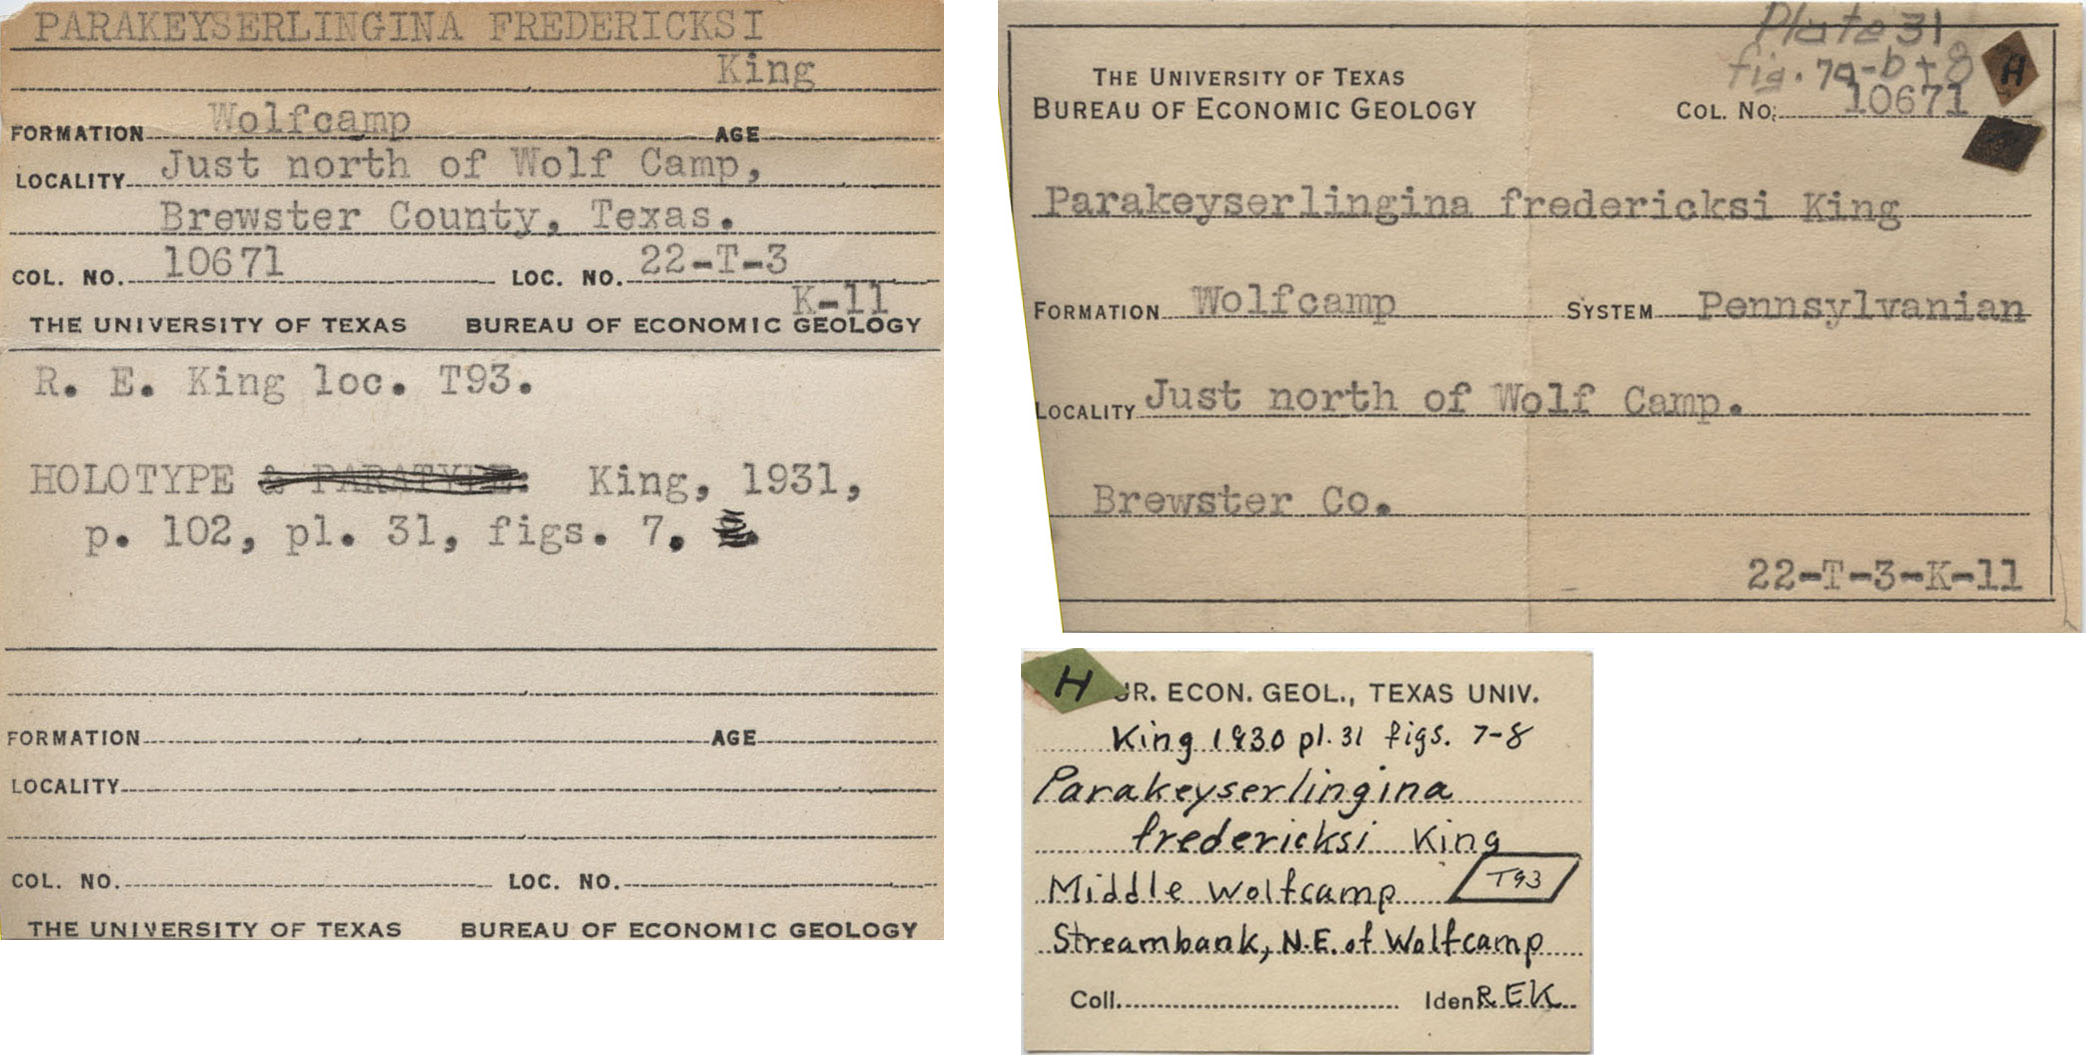 PARAKEYSERLINGINA FREDERICKSI
King
FORMATION Wolfcamp AGE
LOCALITY Just north of Wolf Camp,
Brewster County, Texas.
COL. NO. 10671 LOC. NO. 22-T-3
K-11
THE UNIVERSITY OF TEXAS BUREAU OF ECONOMIC GEOLOGY
R. E. King loc. T93.
HOLOTYPE & PARATYPE: King, 1931,
p. 102, pl. 31, figs. 7,
FORMATION AGE
LOCALITY
COL. NO. LOC. NO.
THE UNIVERSITY OF TEXAS BUREAU OF ECONOMIC GEOLOGY
Plate 31
fig. 7a-b + 8 H
THE UNIVERSITY OF TEXAS
BUREAU OF ECONOMIC GEOLOGY COL. NO. 10671
Parakeyserlingina fredericksi King
FORMATION Wolfcamp SYSTEM Pennsylvanian
LOCALITY Just north of Wolf Camp.
Brewster Co.
22-T-3-K-11
H UR. ECON. GEOL., TEXAS UNIV.
King 1930 pl. 31 figs. 7-8
Parakeyserlingina
fredericksi King
Middle Wolfcamp T93
Streambank, N.E. of Wolfcamp
Coll. Iden REK